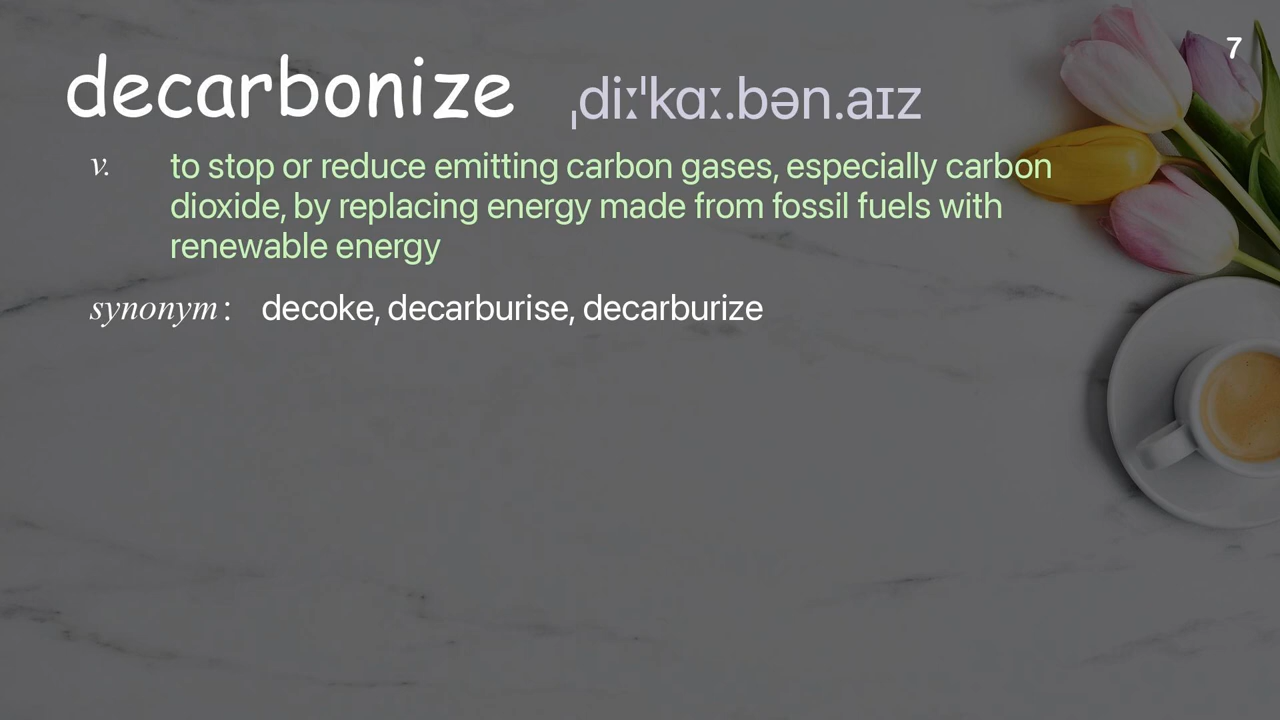 7
decarbonize ˌdiːˈkɑː.bən.aɪz
v. to stop or reduce emitting carbon gases, especially carbon
dioxide, by replacing energy made from fossil fuels with
renewable energy
synonym : decoke, decarburise, decarburize